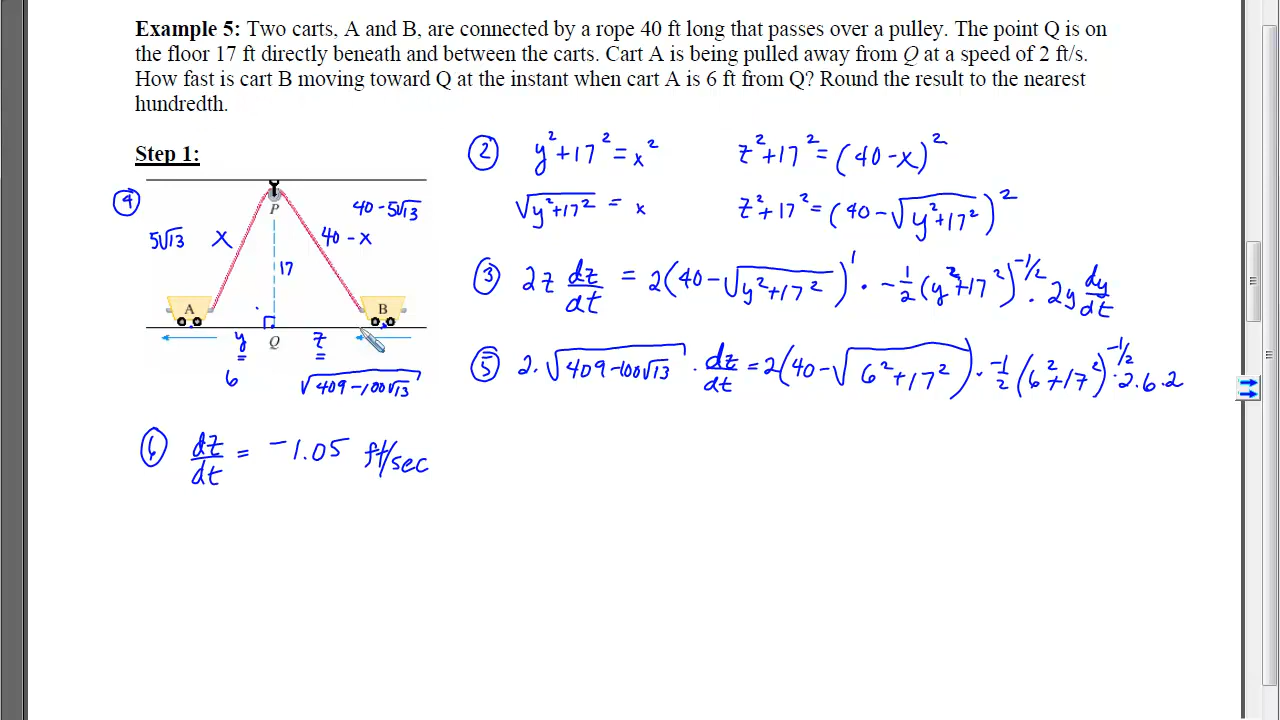 Example 5: Two carts, A and B, are connected by a rope 40 ft long that passes over a pulley. The point Q is on
the floor 17 ft directly beneath and between the carts. Cart A is being pulled away from Q at a speed of 2 ft/s.
How fast is cart B moving toward Q at the instant when cart A is 6 ft from Q? Round the result to the nearest
hundredth.
Step 1:
② y²+17²=x² z²+17²=(40-x)²
√(y²+17²) = x z²+17²=(40-√(y²+17²))²
④
P
40-5√13
5√13 x
40-x
17
A B
y Q z
6 √(409-100√13)
③ 2z dz/dt = 2(40-√(y²+17²))¹ · -1/2(y²+17²)^(-1/2) · 2y dy/dt
⑤ 2·√(409-100√13) · dz/dt = 2(40-√(6²+17²)) · -1/2(6²+17²)^(-1/2) · 2·6·2
⑥ dz/dt = -1.05 ft/sec